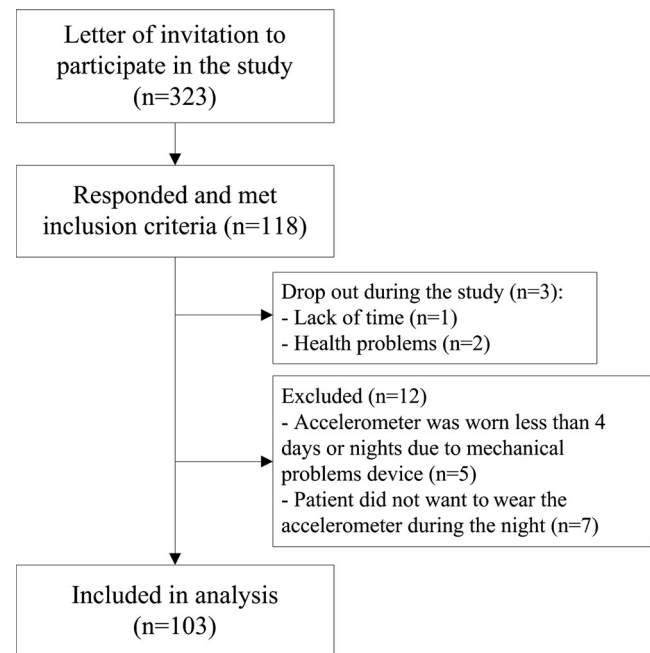 Letter of invitation to
participate in the study
(n=323)
Responded and met
inclusion criteria (n=118)
Drop out during the study (n=3):
- Lack of time (n=1)
- Health problems (n=2)
Excluded (n=12)
- Accelerometer was worn less than 4
days or nights due to mechanical
problems device (n=5)
- Patient did not want to wear the
accelerometer during the night (n=7)
Included in analysis
(n=103)